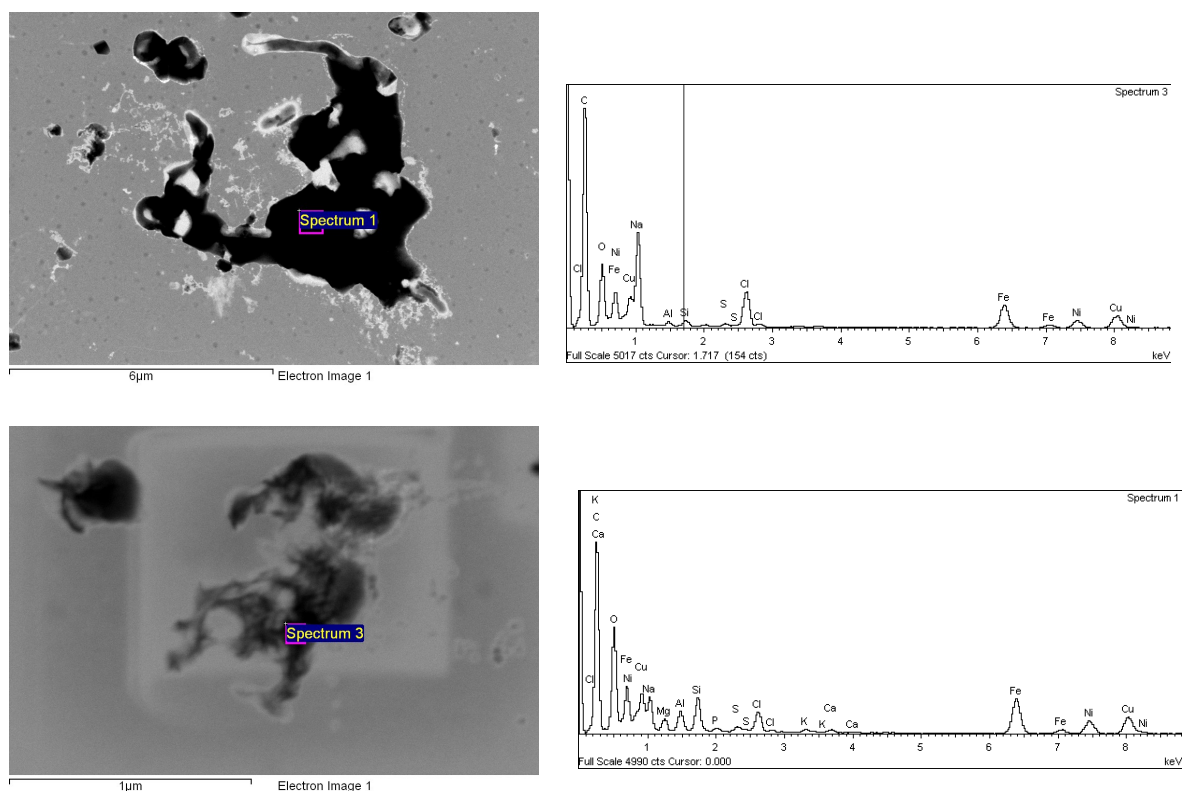 Spectrum 1
6µm
Electron Image 1
Spectrum 3
C
Na
O
Ni
Cl
Fe
Cu
Al
Si
S
S
Cl
Cl
Fe
Fe
Ni
Cu
Ni
1 2 3 4 5 6 7 8
Full Scale 5017 cts Cursor: 1.717 (154 cts) keV
Spectrum 3
1µm
Electron Image 1
Spectrum 1
K
C
Ca
O
Fe
Cu
Cl
Ni
Na
Mg
Al
Si
P
S
S
Cl
Cl
K
K
Ca
Ca
Fe
Fe
Ni
Cu
Ni
1 2 3 4 5 6 7 8
Full Scale 4990 cts Cursor: 0.000 keV